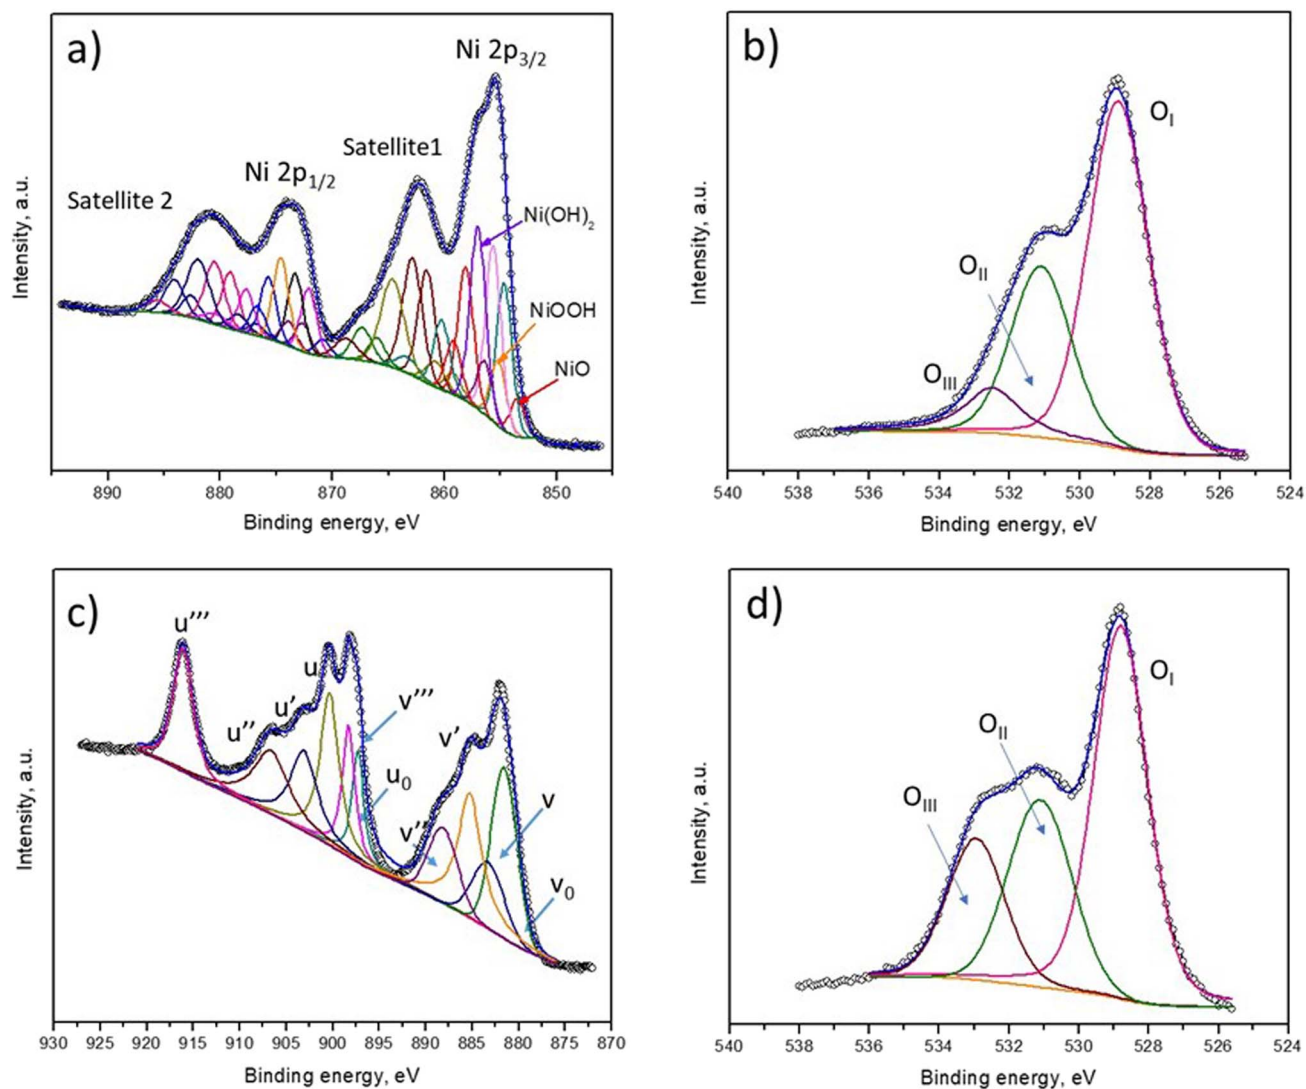 a)
Ni 2p3/2
Satellite1
Ni 2p1/2
Satellite 2
Ni(OH)2
NiOOH
NiO
Intensity, a.u.
890 880 870 860 850
Binding energy, eV
b)
OI
OII
OIII
Intensity, a.u.
540 538 536 534 532 530 528 526 524
Binding energy, eV
c)
u’’’
u
u’
u’’
v’’’
v’
u0
v’’
v
v0
Intensity, a.u.
930 925 920 915 910 905 900 895 890 885 880 875 870
Binding energy, eV
d)
OI
OII
OIII
Intensity, a.u.
540 538 536 534 532 530 528 526 524
Binding energy, eV